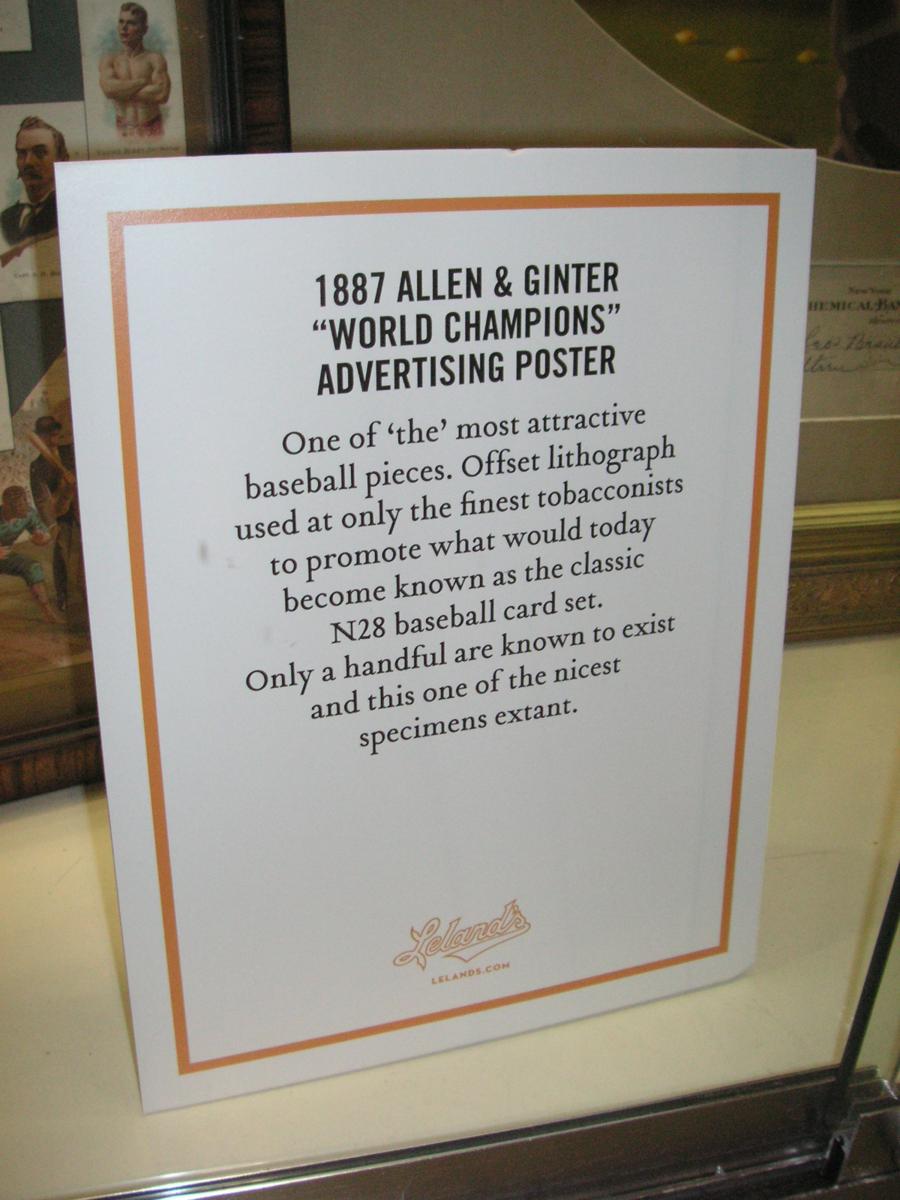 1887 ALLEN & GINTER
“WORLD CHAMPIONS”
ADVERTISING POSTER
One of ‘the’ most attractive
baseball pieces. Offset lithograph
used at only the finest tobacconists
to promote what would today
become known as the classic
N28 baseball card set.
Only a handful are known to exist
and this one of the nicest
specimens extant.
Leland's
LELANDS.COM
New York